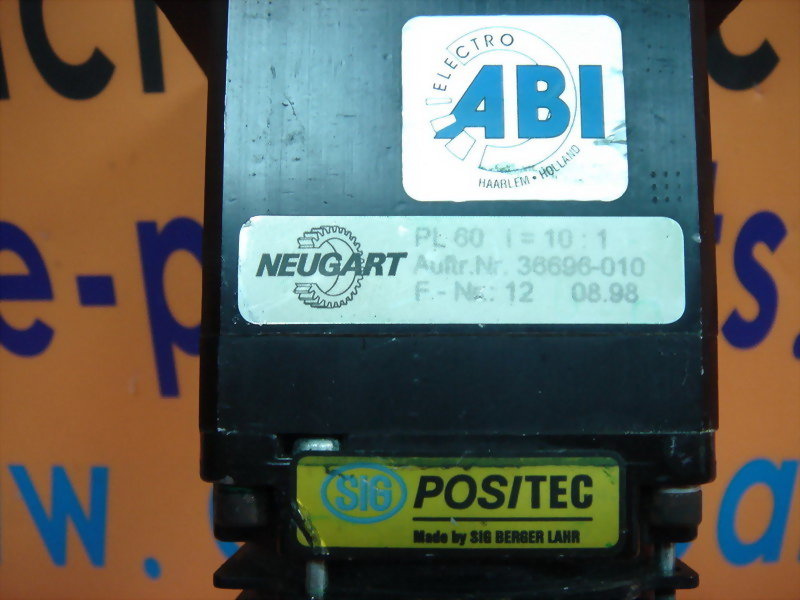 ELECTRO
ABI
HAARLEM • HOLLAND
NEUGART
PL 60 i = 10 : 1
Auftr.Nr. 36696-010
F.- Nr.: 12 08.98
SIG POSITEC
Made by SIG BERGER LAHR